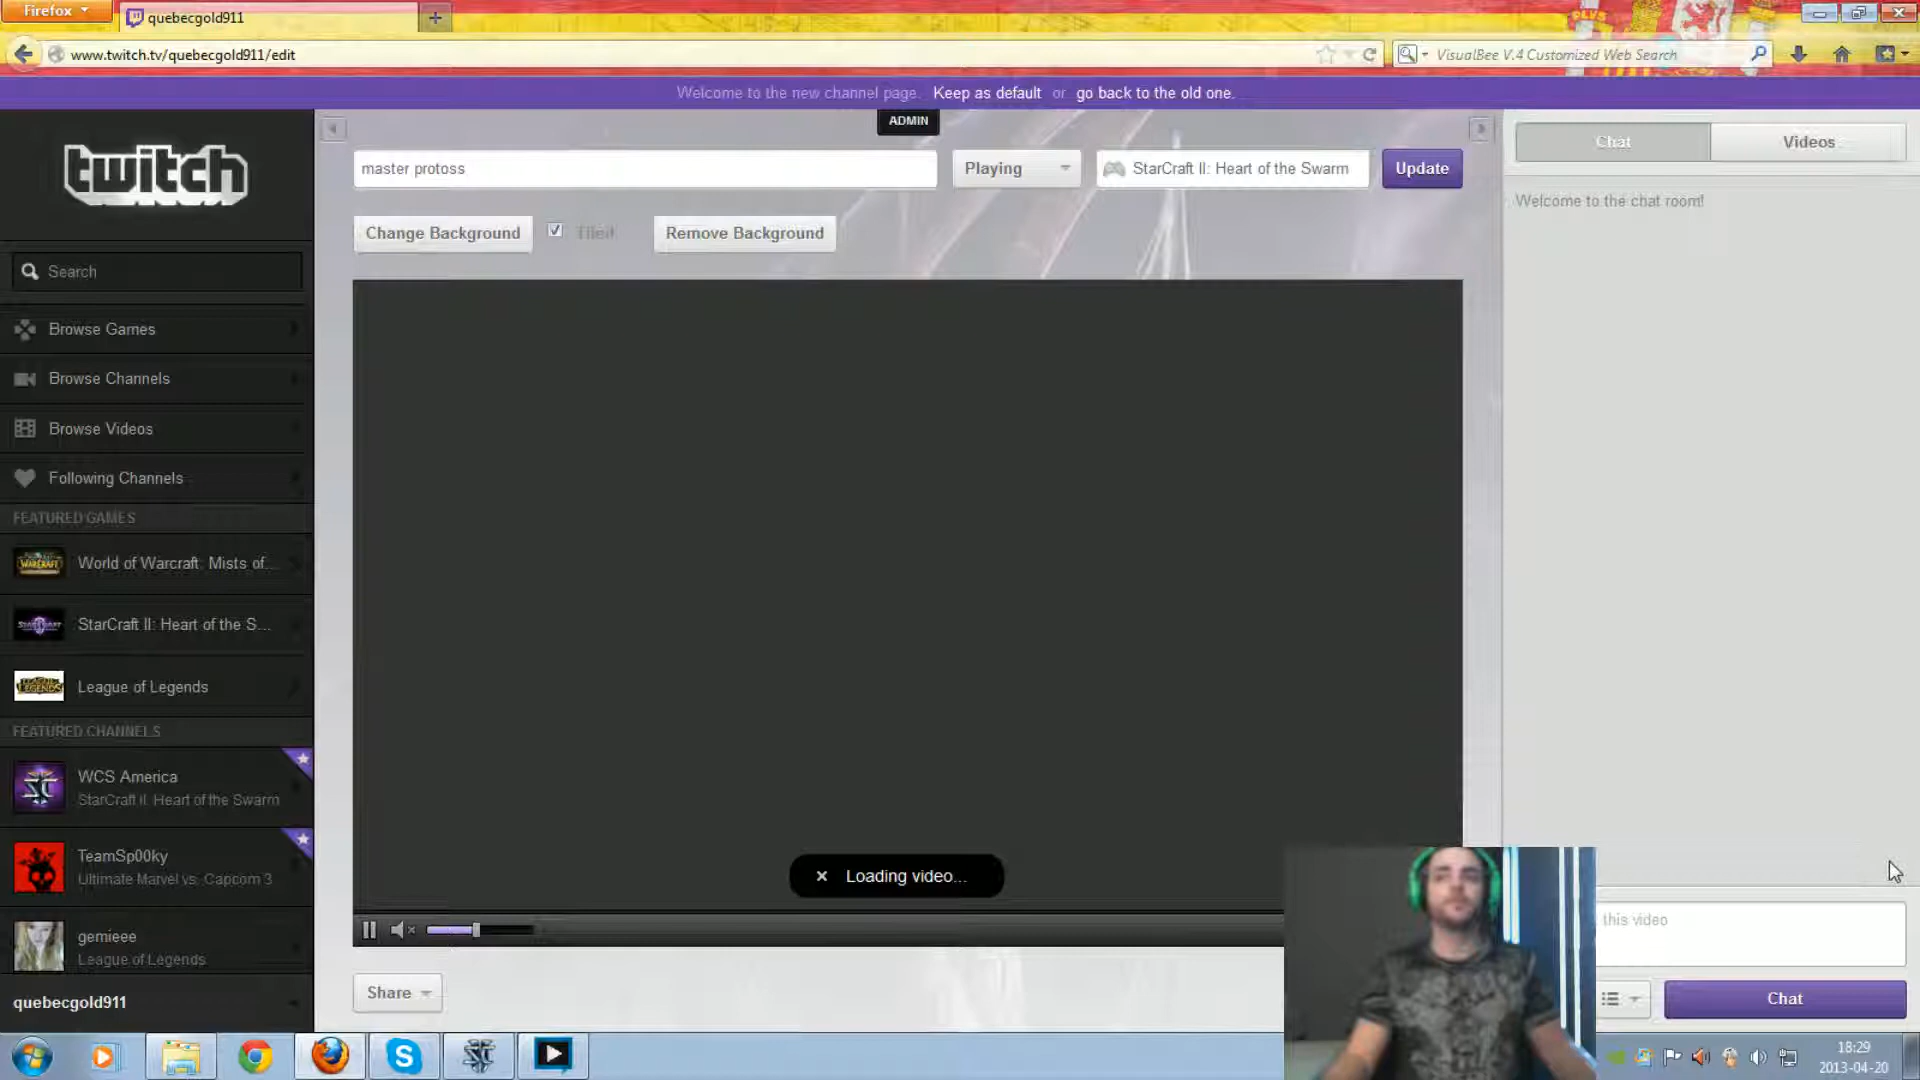 Firefox
quebecgold911
www.twitch.tv/quebecgold911/edit
VisualBee V.4 Customized Web Search
Welcome to the new channel page. Keep as default or go back to the old one.
ADMIN
twitch
master protoss
Playing
StarCraft II: Heart of the Swarm
Update
Chat
Videos
Change Background
Tiled
Remove Background
Welcome to the chat room!
Search
Browse Games
Browse Channels
Browse Videos
Following Channels
FEATURED GAMES
World of Warcraft: Mists of...
StarCraft II: Heart of the S...
League of Legends
FEATURED CHANNELS
WCS America
StarCraft II: Heart of the Swarm
TeamSp00ky
Ultimate Marvel vs. Capcom 3
gemieee
League of Legends
quebecgold911
Loading video...
this video
Share
Chat
18:29
2013-04-20